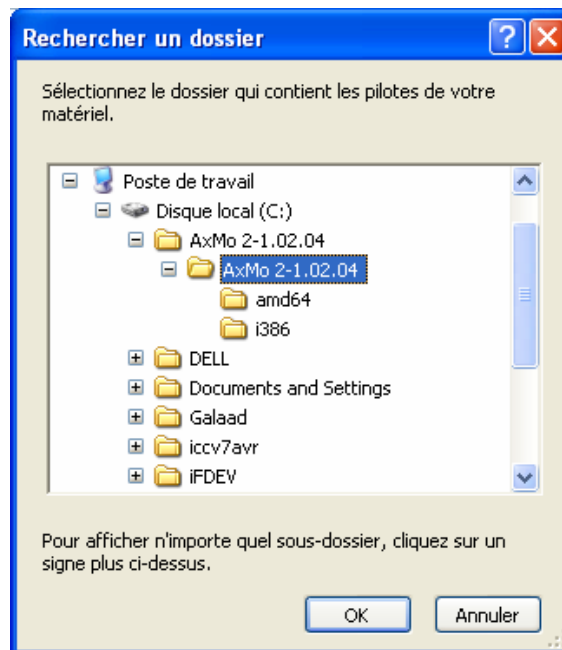 Rechercher un dossier
Sélectionnez le dossier qui contient les pilotes de votre
matériel.
Poste de travail
Disque local (C:)
AxMo 2-1.02.04
AxMo 2-1.02.04
amd64
i386
DELL
Documents and Settings
Galaad
iccv7avr
iFDEV
Pour afficher n'importe quel sous-dossier, cliquez sur un
signe plus ci-dessus.
OK Annuler